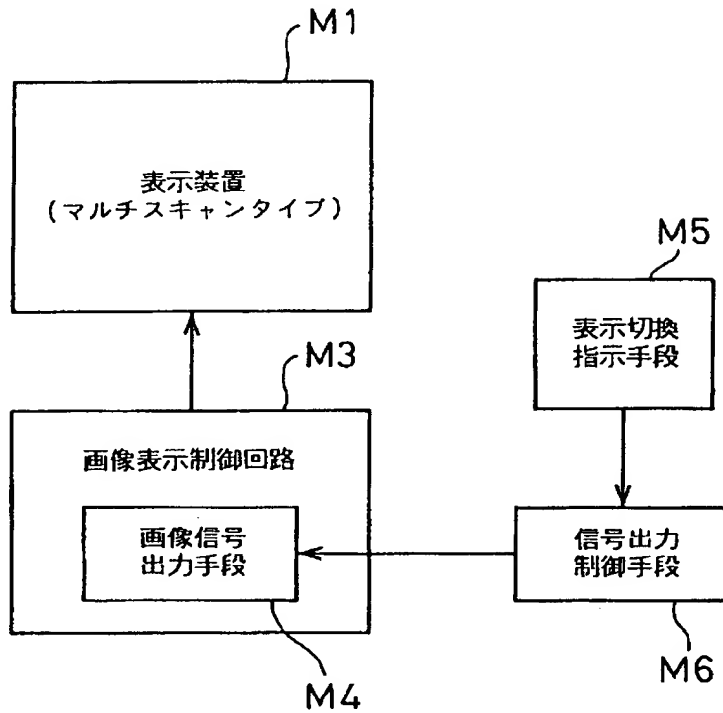 M1
表示装置
(マルチスキャンタイプ)
M5
表示切換
指示手段
M3
画像表示制御回路
画像信号
出力手段
信号出力
制御手段
M4
M6